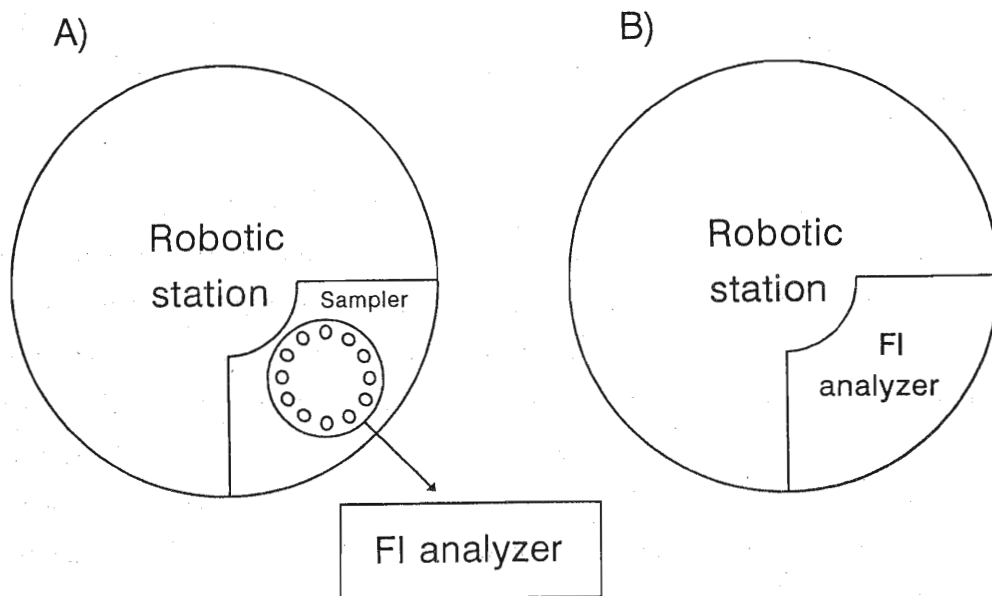 A)
Robotic
station
Sampler
FI analyzer
B)
Robotic
station
FI
analyzer